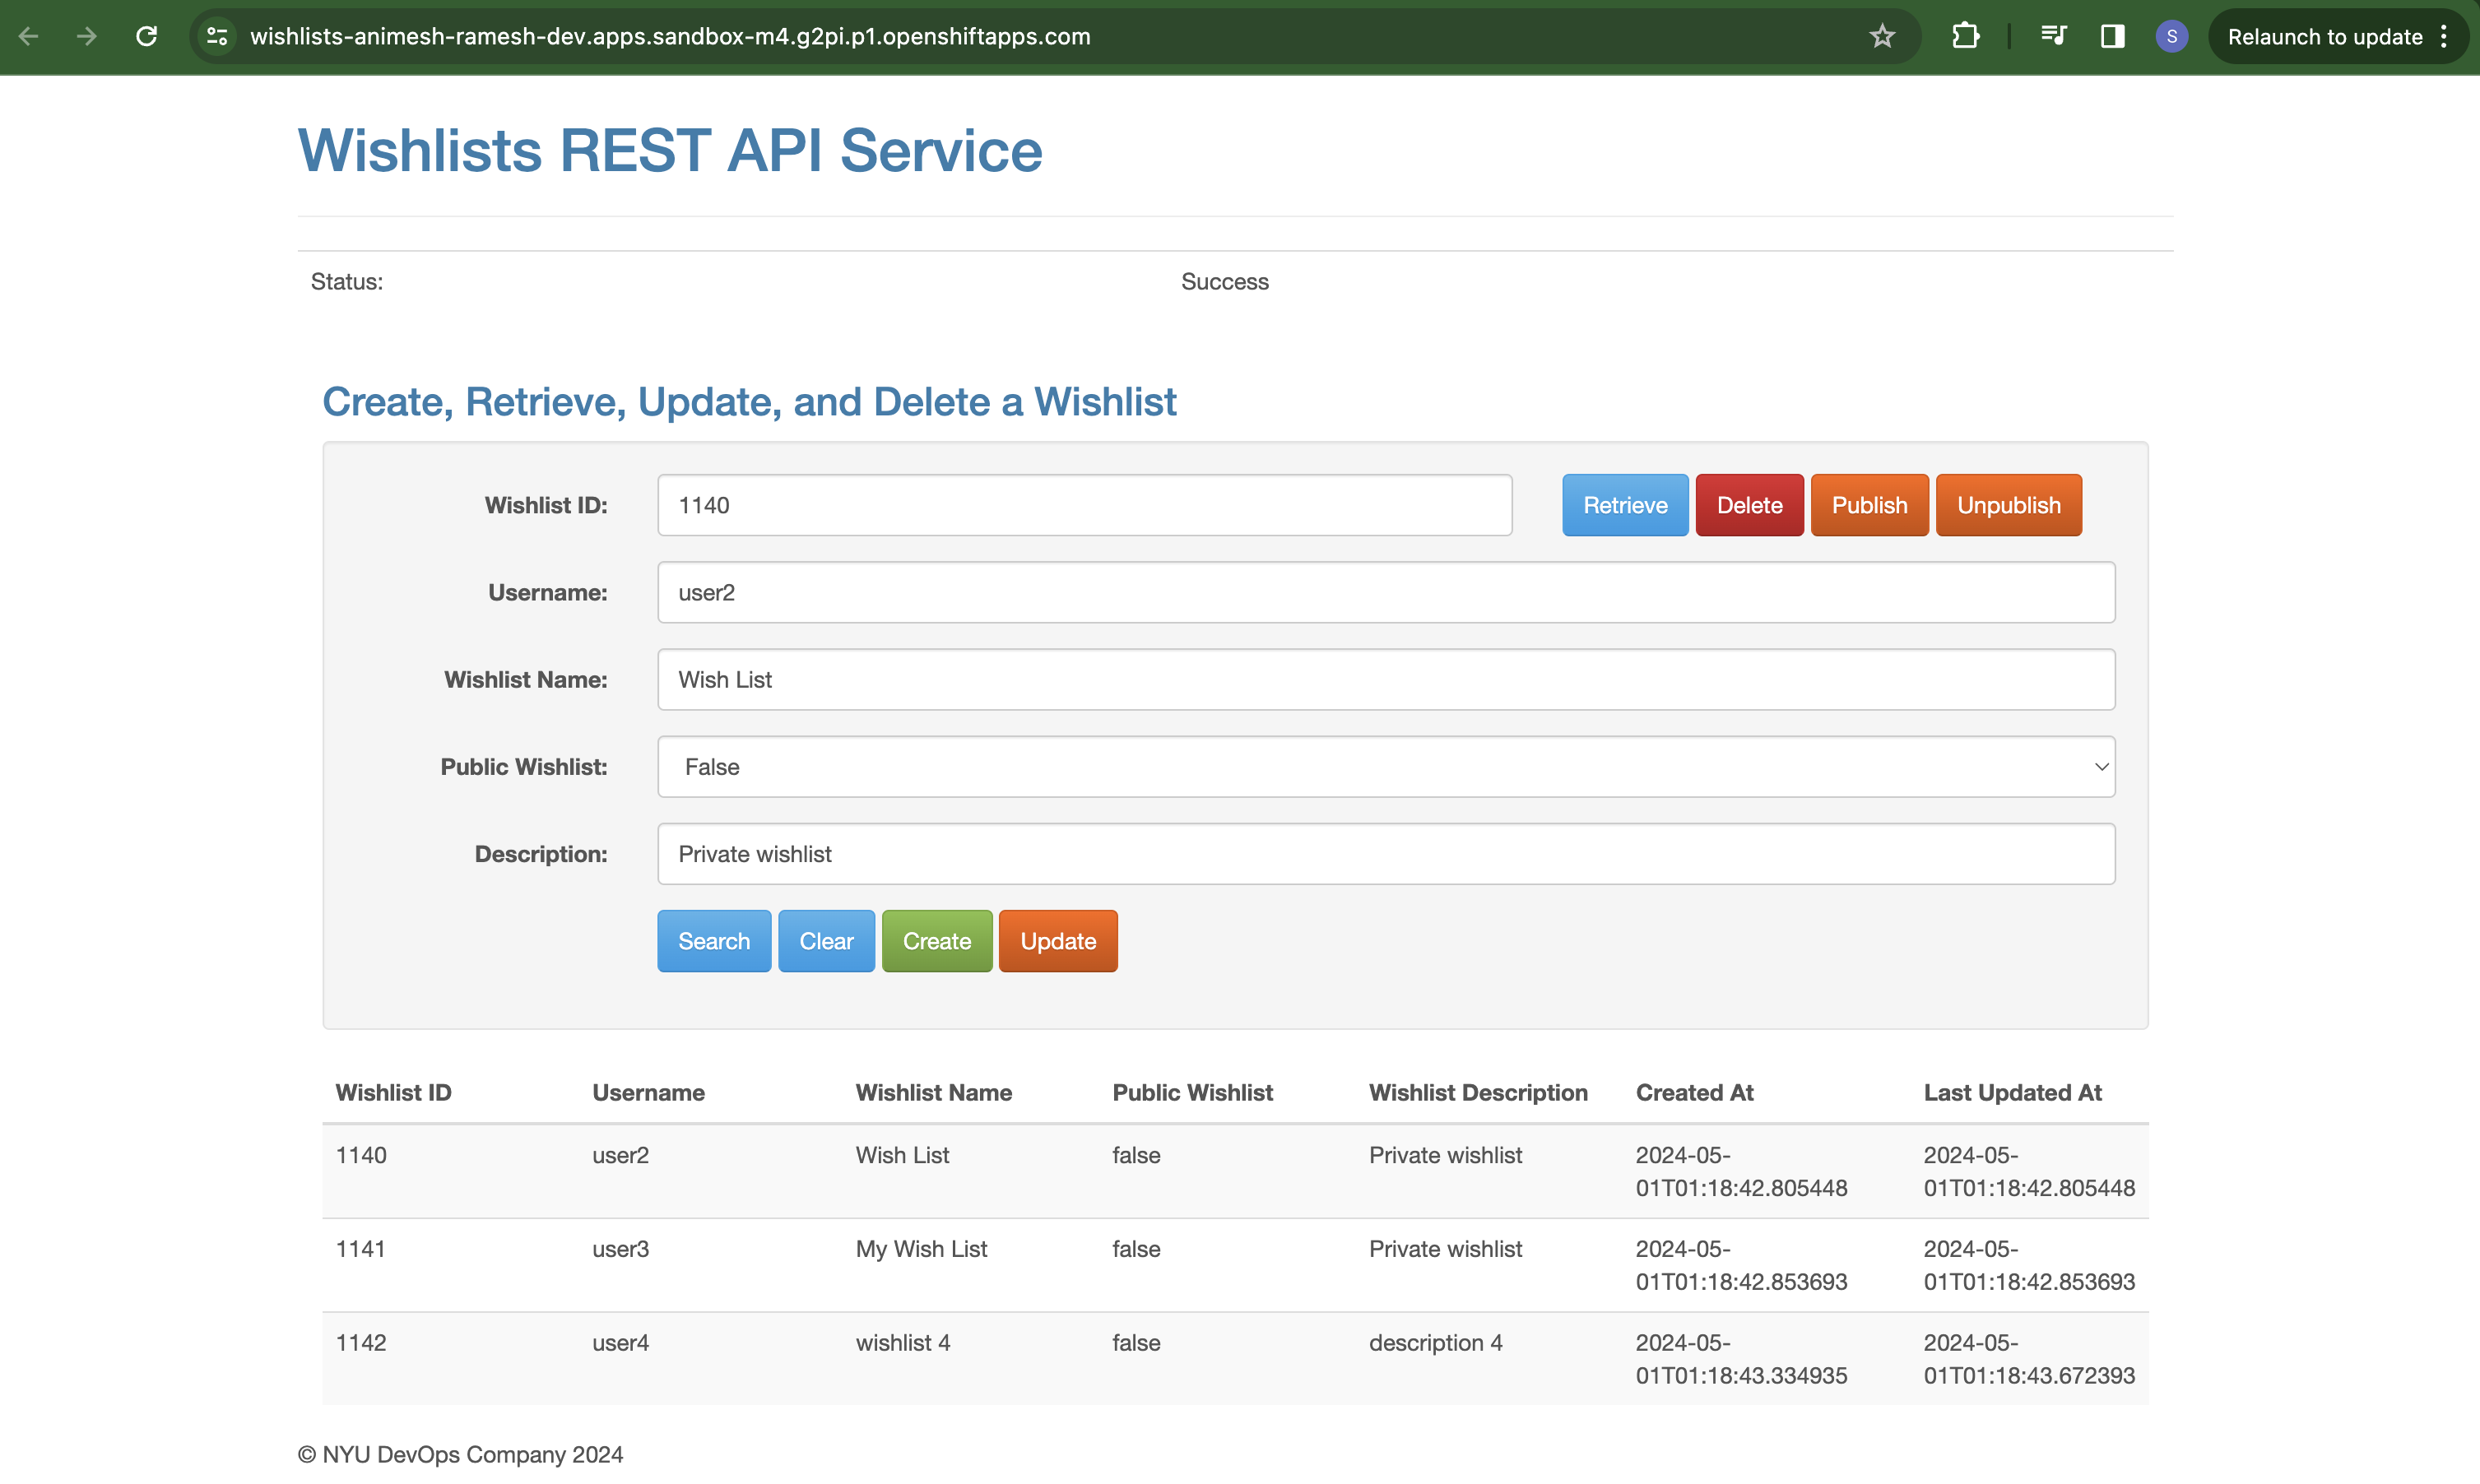 wishlists-animesh-ramesh-dev.apps.sandbox-m4.g2pi.p1.openshiftapps.com
S
Relaunch to update
Wishlists REST API Service
Status: Success
Create, Retrieve, Update, and Delete a Wishlist
Wishlist ID: 1140 Retrieve Delete Publish Unpublish
Username: user2
Wishlist Name: Wish List
Public Wishlist: False
Description: Private wishlist
Search Clear Create Update
Wishlist ID Username Wishlist Name Public Wishlist Wishlist Description Created At Last Updated At
1140 user2 Wish List false Private wishlist 2024-05- 2024-05-
01T01:18:42.805448 01T01:18:42.805448
1141 user3 My Wish List false Private wishlist 2024-05- 2024-05-
01T01:18:42.853693 01T01:18:42.853693
1142 user4 wishlist 4 false description 4 2024-05- 2024-05-
01T01:18:43.334935 01T01:18:43.672393
© NYU DevOps Company 2024